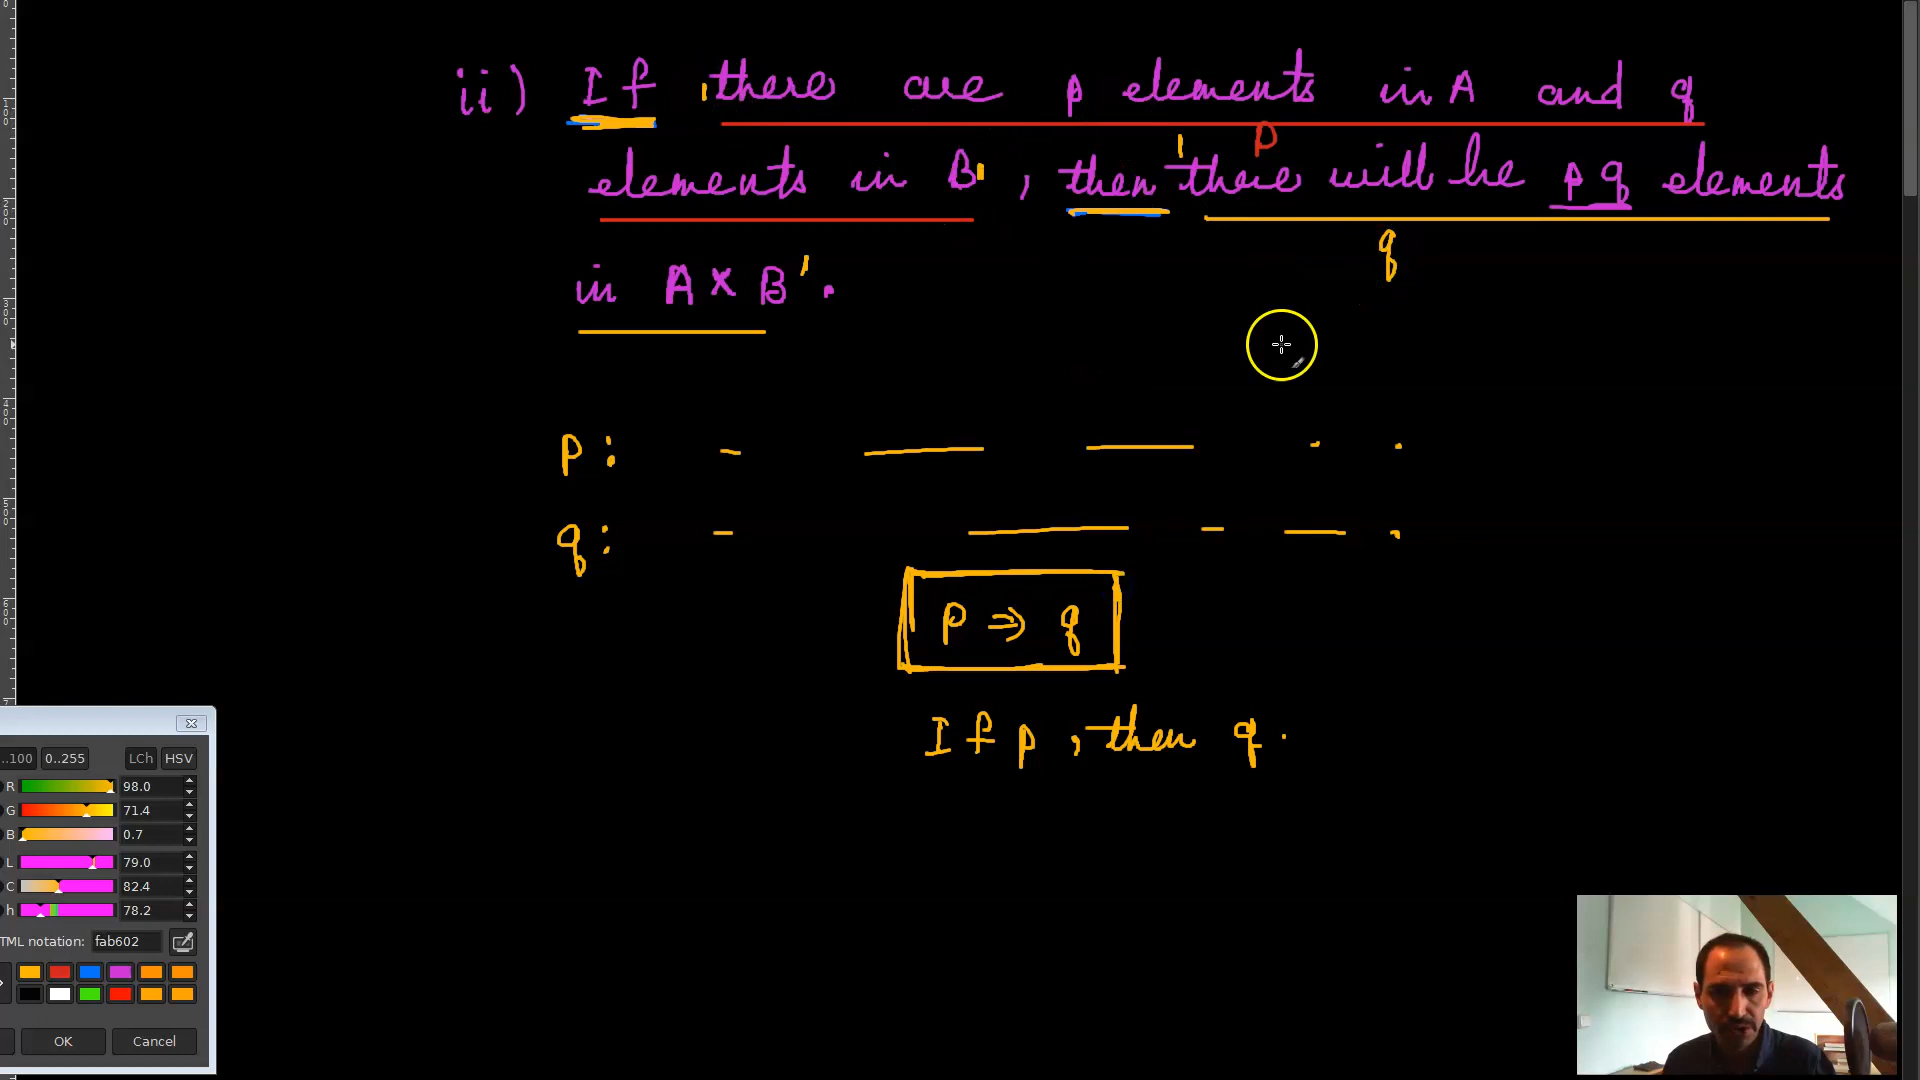 ii) If 'there are p elements in A and q
p
elements in B', then 'there will be pq elements
q
in A × B'.
p: - — — . .
q: - — - — .
p ⇒ q
If p, then q.
..100 0..255 LCh HSV
R 98.0
G 71.4
B 0.7
L 79.0
C 82.4
h 78.2
TML notation: fab602
OK Cancel